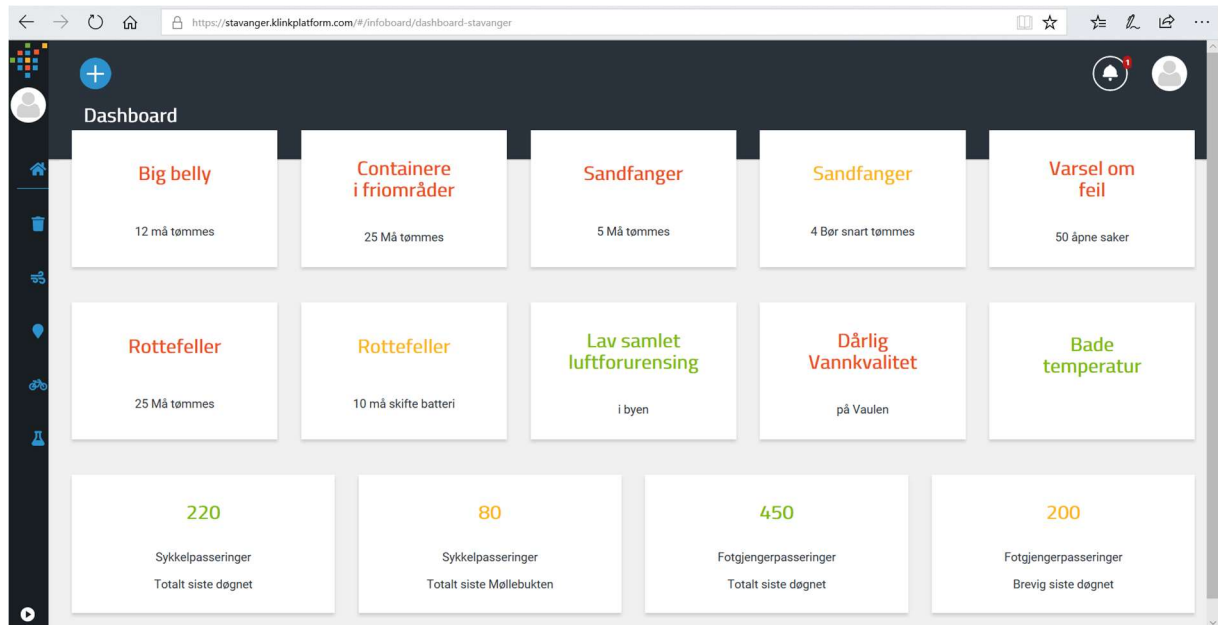 https://stavanger.klinkplatform.com/#/infoboard/dashboard-stavanger
1
Dashboard
Big belly
12 må tømmes
Containere
i friområder
25 Må tømmes
Sandfanger
5 Må tømmes
Sandfanger
4 Bør snart tømmes
Varsel om
feil
50 åpne saker
Rottefeller
25 Må tømmes
Rottefeller
10 må skifte batteri
Lav samlet
luftforurensing
i byen
Dårlig
Vannkvalitet
på Vaulen
Bade
temperatur
220
Sykkelpasseringer
Totalt siste døgnet
80
Sykkelpasseringer
Totalt siste Møllebukten
450
Fotgjengerpasseringer
Totalt siste døgnet
200
Fotgjengerpasseringer
Brevig siste døgnet